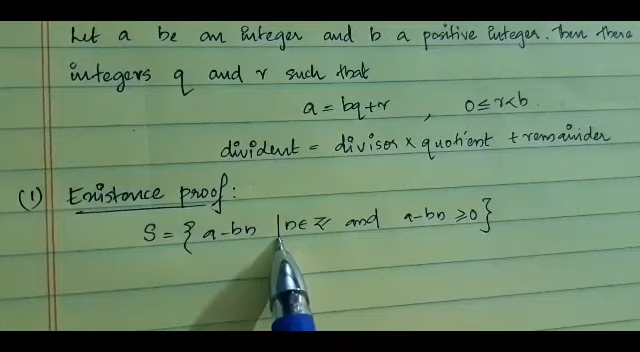 Let a be an integer and b a positive integer. Then there
integers q and r such that
a = bq+r , 0≤r<b.
divident = divisor × quotient + remainder
(1) Existance proof:
S = { a-bn | n∈ℤ and a-bn ≥0}